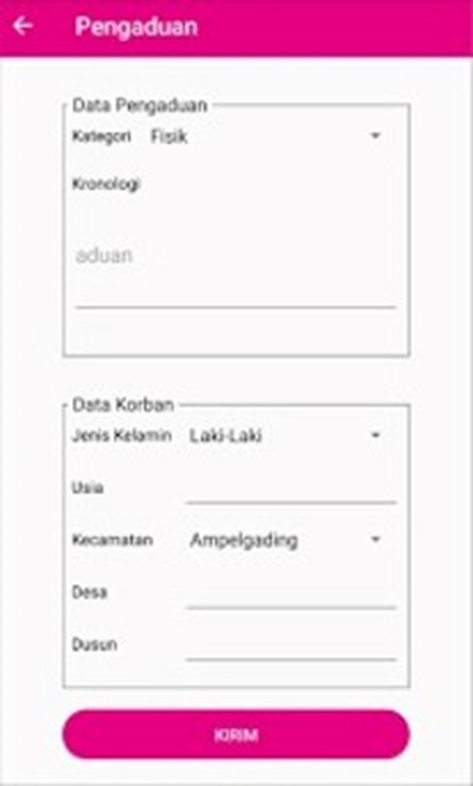 Pengaduan
Data Pengaduan
Kategori Fisik
Kronologi
aduan
Data Korban
Jenis Kelamin Laki-Laki
Usia
Kecamatan Ampelgading
Desa
Dusun
KIRIM